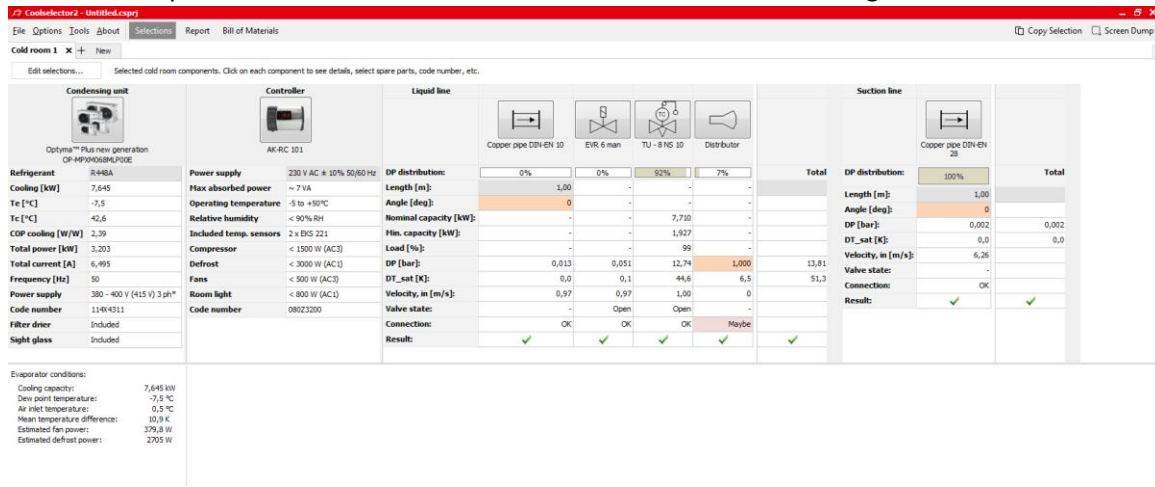 Coolselector2 - Untitled.csprj
File Options Tools About Selections Report Bill of Materials Copy Selection Screen Dump
Cold room 1 x + New
Edit selections... Selected cold room components. Click on each component to see details, select spare parts, code number, etc.
Condensing unit
Optyma™ Plus new generation
OP-MPXM068MLP00E
Refrigerant R448A
Cooling [kW] 7,645
Te [°C] -7,5
Tc [°C] 42,6
COP cooling [W/W] 2,39
Total power [kW] 3,203
Total current [A] 6,495
Frequency [Hz] 50
Power supply 380 - 400 V (415 V) 3 ph*
Code number 114X4311
Filter drier Included
Sight glass Included
Controller
AK-RC 101
Power supply 230 V AC ± 10% 50/60 Hz
Max absorbed power ~ 7 VA
Operating temperature -5 to +50°C
Relative humidity < 90% RH
Included temp. sensors 2 x EKS 221
Compressor < 1500 W (AC3)
Defrost < 3000 W (AC1)
Fans < 500 W (AC3)
Room light < 800 W (AC1)
Code number 080Z3200
Liquid line
Copper pipe DIN-EN 10 EVR 6 man TU - 8 NS 10 Distributor
TC
DP distribution: 0% 0% 92% 7% Total
Length [m]: 1,00 - - -
Angle [deg]: 0 - - -
Nominal capacity [kW]: - - 7,710 -
Min. capacity [kW]: - - 1,927 -
Load [%]: - - 99 -
DP [bar]: 0,013 0,051 12,74 1,000 13,81
DT_sat [K]: 0,0 0,1 44,6 6,5 51,3
Velocity, in [m/s]: 0,97 0,97 1,00 0
Valve state: - Open Open -
Connection: OK OK OK Maybe
Result:
Suction line
Copper pipe DIN-EN
28
DP distribution: 100% Total
Length [m]: 1,00
Angle [deg]: 0
DP [bar]: 0,002 0,002
DT_sat [K]: 0,0 0,0
Velocity, in [m/s]: 6,26
Valve state: -
Connection: OK
Result:
Evaporator conditions:
Cooling capacity: 7,645 kW
Dew point temperature: -7,5 °C
Air inlet temperature: 0,5 °C
Mean temperature difference: 10,9 K
Estimated fan power: 379,8 W
Estimated defrost power: 2705 W